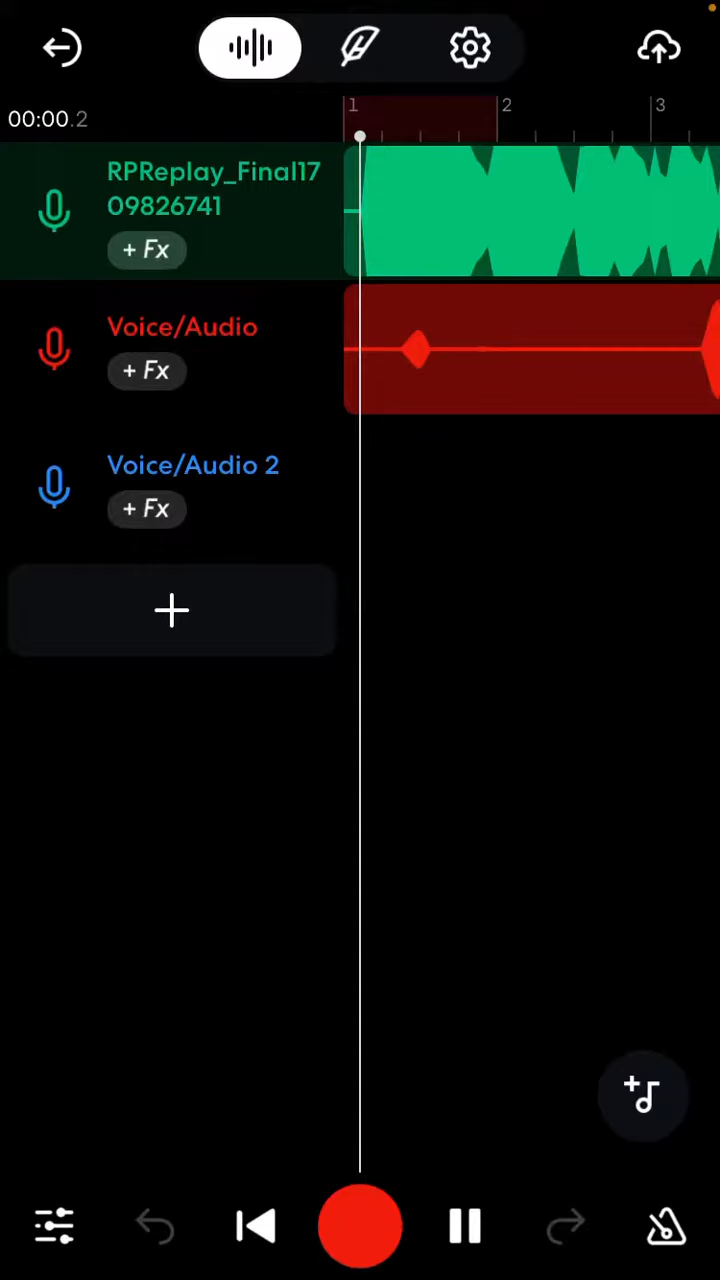 00:00.2
1
2
3
RPReplay_Final17
09826741
+ Fx
Voice/Audio
+ Fx
Voice/Audio 2
+ Fx